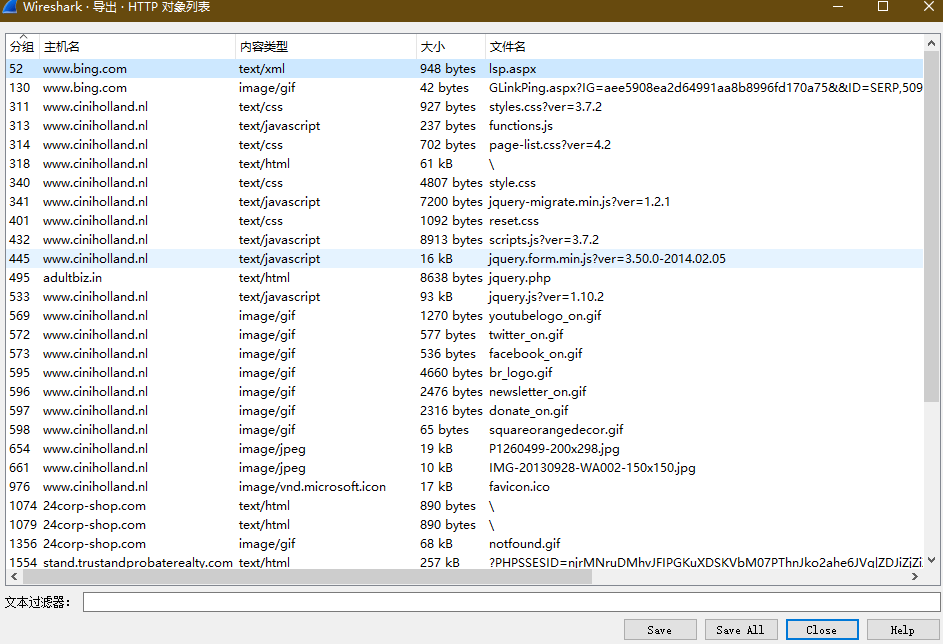 Wireshark · 导出 · HTTP 对象列表
分组 主机名 内容类型 大小 文件名
52 www.bing.com text/xml 948 bytes lsp.aspx
130 www.bing.com image/gif 42 bytes GLinkPing.aspx?IG=aee5908ea2d64991aa8b8996fd170a75&&ID=SERP,509
311 www.ciniholland.nl text/css 927 bytes styles.css?ver=3.7.2
313 www.ciniholland.nl text/javascript 237 bytes functions.js
314 www.ciniholland.nl text/css 702 bytes page-list.css?ver=4.2
318 www.ciniholland.nl text/html 61 kB \
340 www.ciniholland.nl text/css 4807 bytes style.css
341 www.ciniholland.nl text/javascript 7200 bytes jquery-migrate.min.js?ver=1.2.1
401 www.ciniholland.nl text/css 1092 bytes reset.css
432 www.ciniholland.nl text/javascript 8913 bytes scripts.js?ver=3.7.2
445 www.ciniholland.nl text/javascript 16 kB jquery.form.min.js?ver=3.50.0-2014.02.05
495 adultbiz.in text/html 8638 bytes jquery.php
533 www.ciniholland.nl text/javascript 93 kB jquery.js?ver=1.10.2
569 www.ciniholland.nl image/gif 1270 bytes youtubelogo_on.gif
572 www.ciniholland.nl image/gif 577 bytes twitter_on.gif
573 www.ciniholland.nl image/gif 536 bytes facebook_on.gif
595 www.ciniholland.nl image/gif 4660 bytes br_logo.gif
596 www.ciniholland.nl image/gif 2476 bytes newsletter_on.gif
597 www.ciniholland.nl image/gif 2316 bytes donate_on.gif
598 www.ciniholland.nl image/gif 65 bytes squareorangedecor.gif
654 www.ciniholland.nl image/jpeg 19 kB P1260499-200x298.jpg
661 www.ciniholland.nl image/jpeg 10 kB IMG-20130928-WA002-150x150.jpg
976 www.ciniholland.nl image/vnd.microsoft.icon 17 kB favicon.ico
1074 24corp-shop.com text/html 890 bytes \
1079 24corp-shop.com text/html 890 bytes \
1356 24corp-shop.com image/gif 68 kB notfound.gif
1554 stand.trustandprobaterealty.com text/html 257 kB ?PHPSSESID=njrMNruDMhvJFIPGKuXDSKVbM07PThnJko2ahe6JVg|ZDJiZjZi
文本过滤器:
Save Save All Close Help